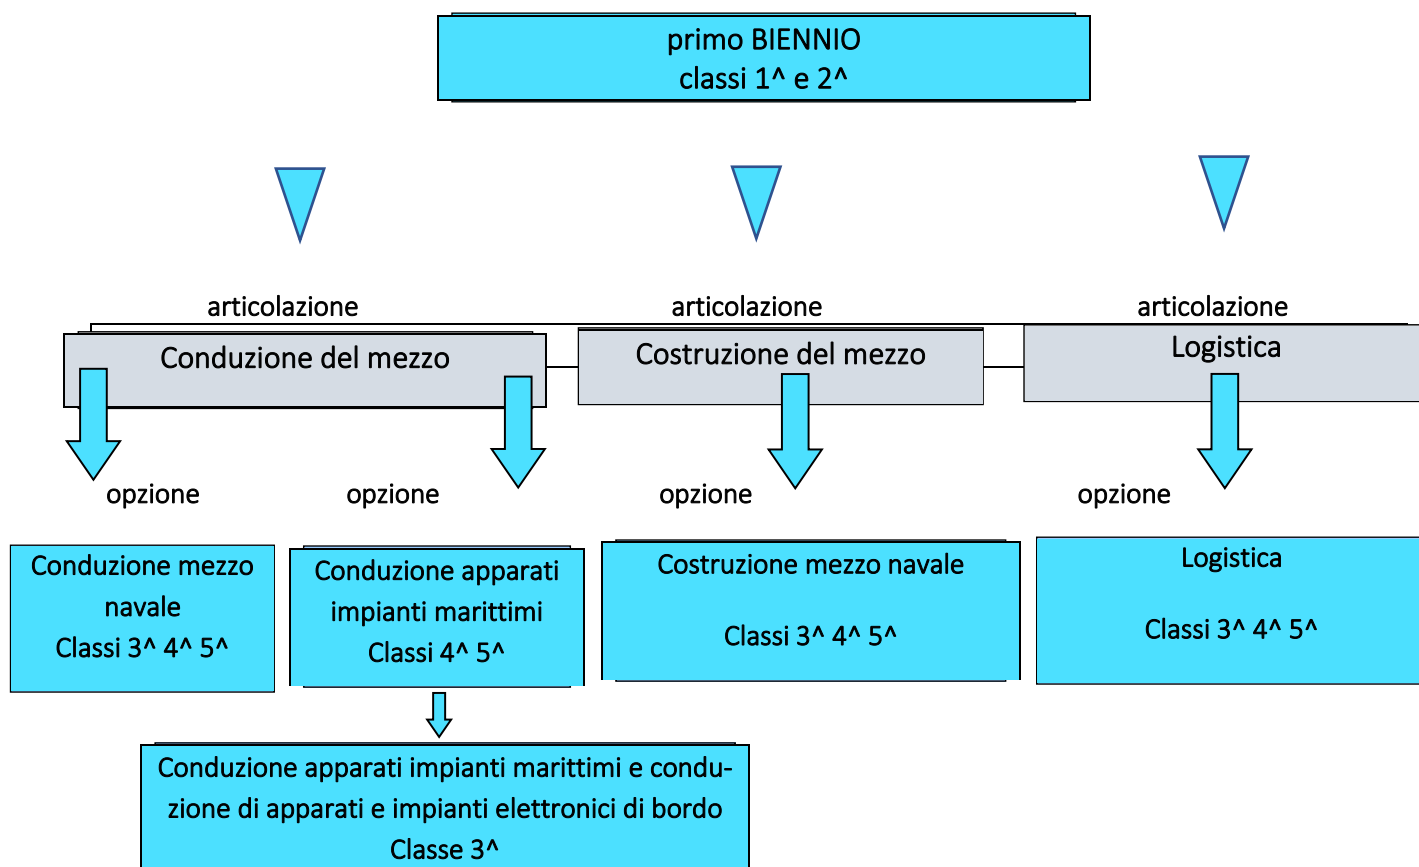 primo BIENNIO
classi 1^ e 2^
articolazione
articolazione
articolazione
Conduzione del mezzo
Costruzione del mezzo
Logistica
opzione
opzione
opzione
opzione
Conduzione mezzo
navale
Classi 3^ 4^ 5^
Conduzione apparati
impianti marittimi
Classi 4^ 5^
Costruzione mezzo navale
Classi 3^ 4^ 5^
Logistica
Classi 3^ 4^ 5^
Conduzione apparati impianti marittimi e condu-
zione di apparati e impianti elettronici di bordo
Classe 3^